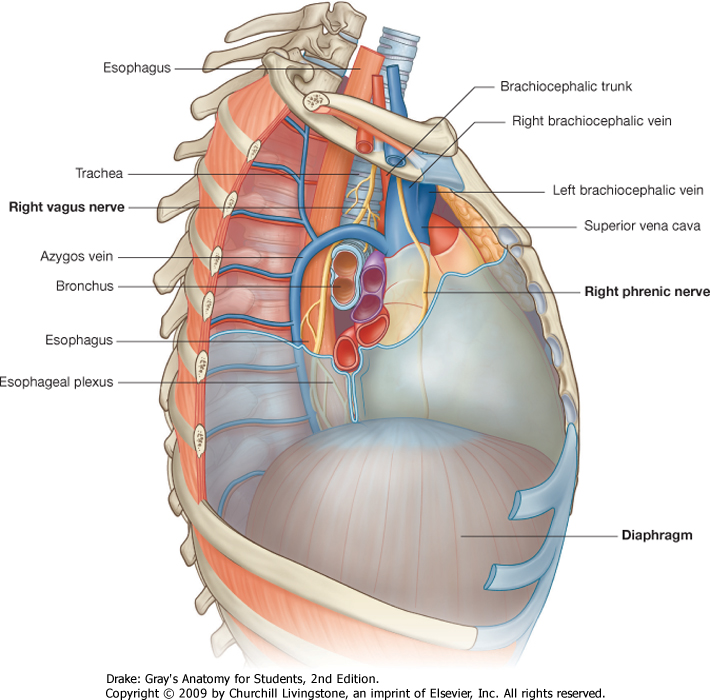 Esophagus
Brachiocephalic trunk
Right brachiocephalic vein
Trachea
Left brachiocephalic vein
Right vagus nerve
Superior vena cava
Azygos vein
Bronchus
Right phrenic nerve
Esophagus
Esophageal plexus
Diaphragm
Drake: Gray's Anatomy for Students, 2nd Edition.
Copyright © 2009 by Churchill Livingstone, an imprint of Elsevier, Inc. All rights reserved.